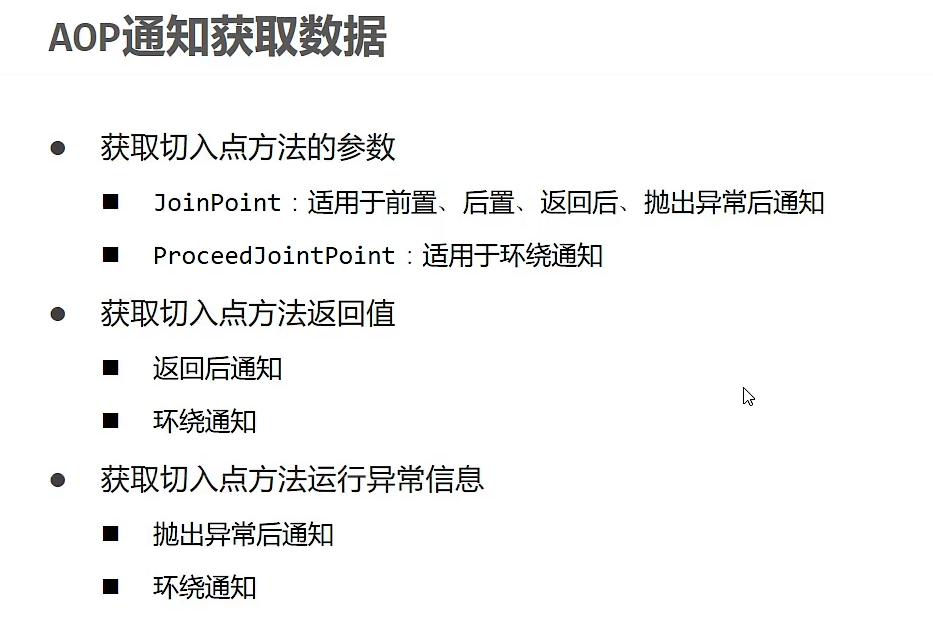 AOP通知获取数据
获取切入点方法的参数
JoinPoint：适用于前置、后置、返回后、抛出异常后通知
ProceedJointPoint：适用于环绕通知
获取切入点方法返回值
返回后通知
环绕通知
获取切入点方法运行异常信息
抛出异常后通知
环绕通知